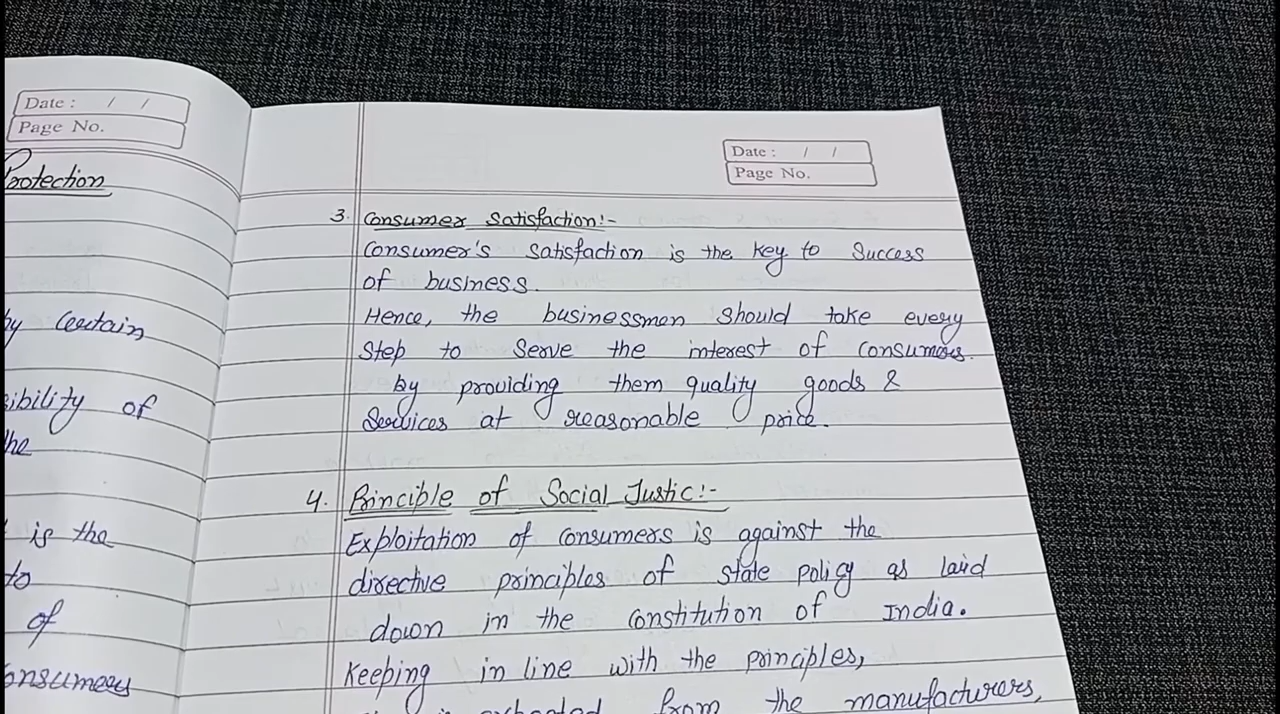 Date : / /
Page No.
Protection
by certain
ibility of
the
is the
to
of
onsumers
Date : / /
Page No.
3. Consumer Satisfaction:-
Consumer's Satisfaction is the key to Success
of business.
Hence, the businessmen should take every
Step to Serve the interest of consumers.
by providing them quality goods &
Services at reasonable price.
4. Princible of Social Justic:-
Exploitation of consumers is against the
directive principles of state policy as laid
down in the constitution of India.
Keeping in line with the principles,
from the manufacturers,